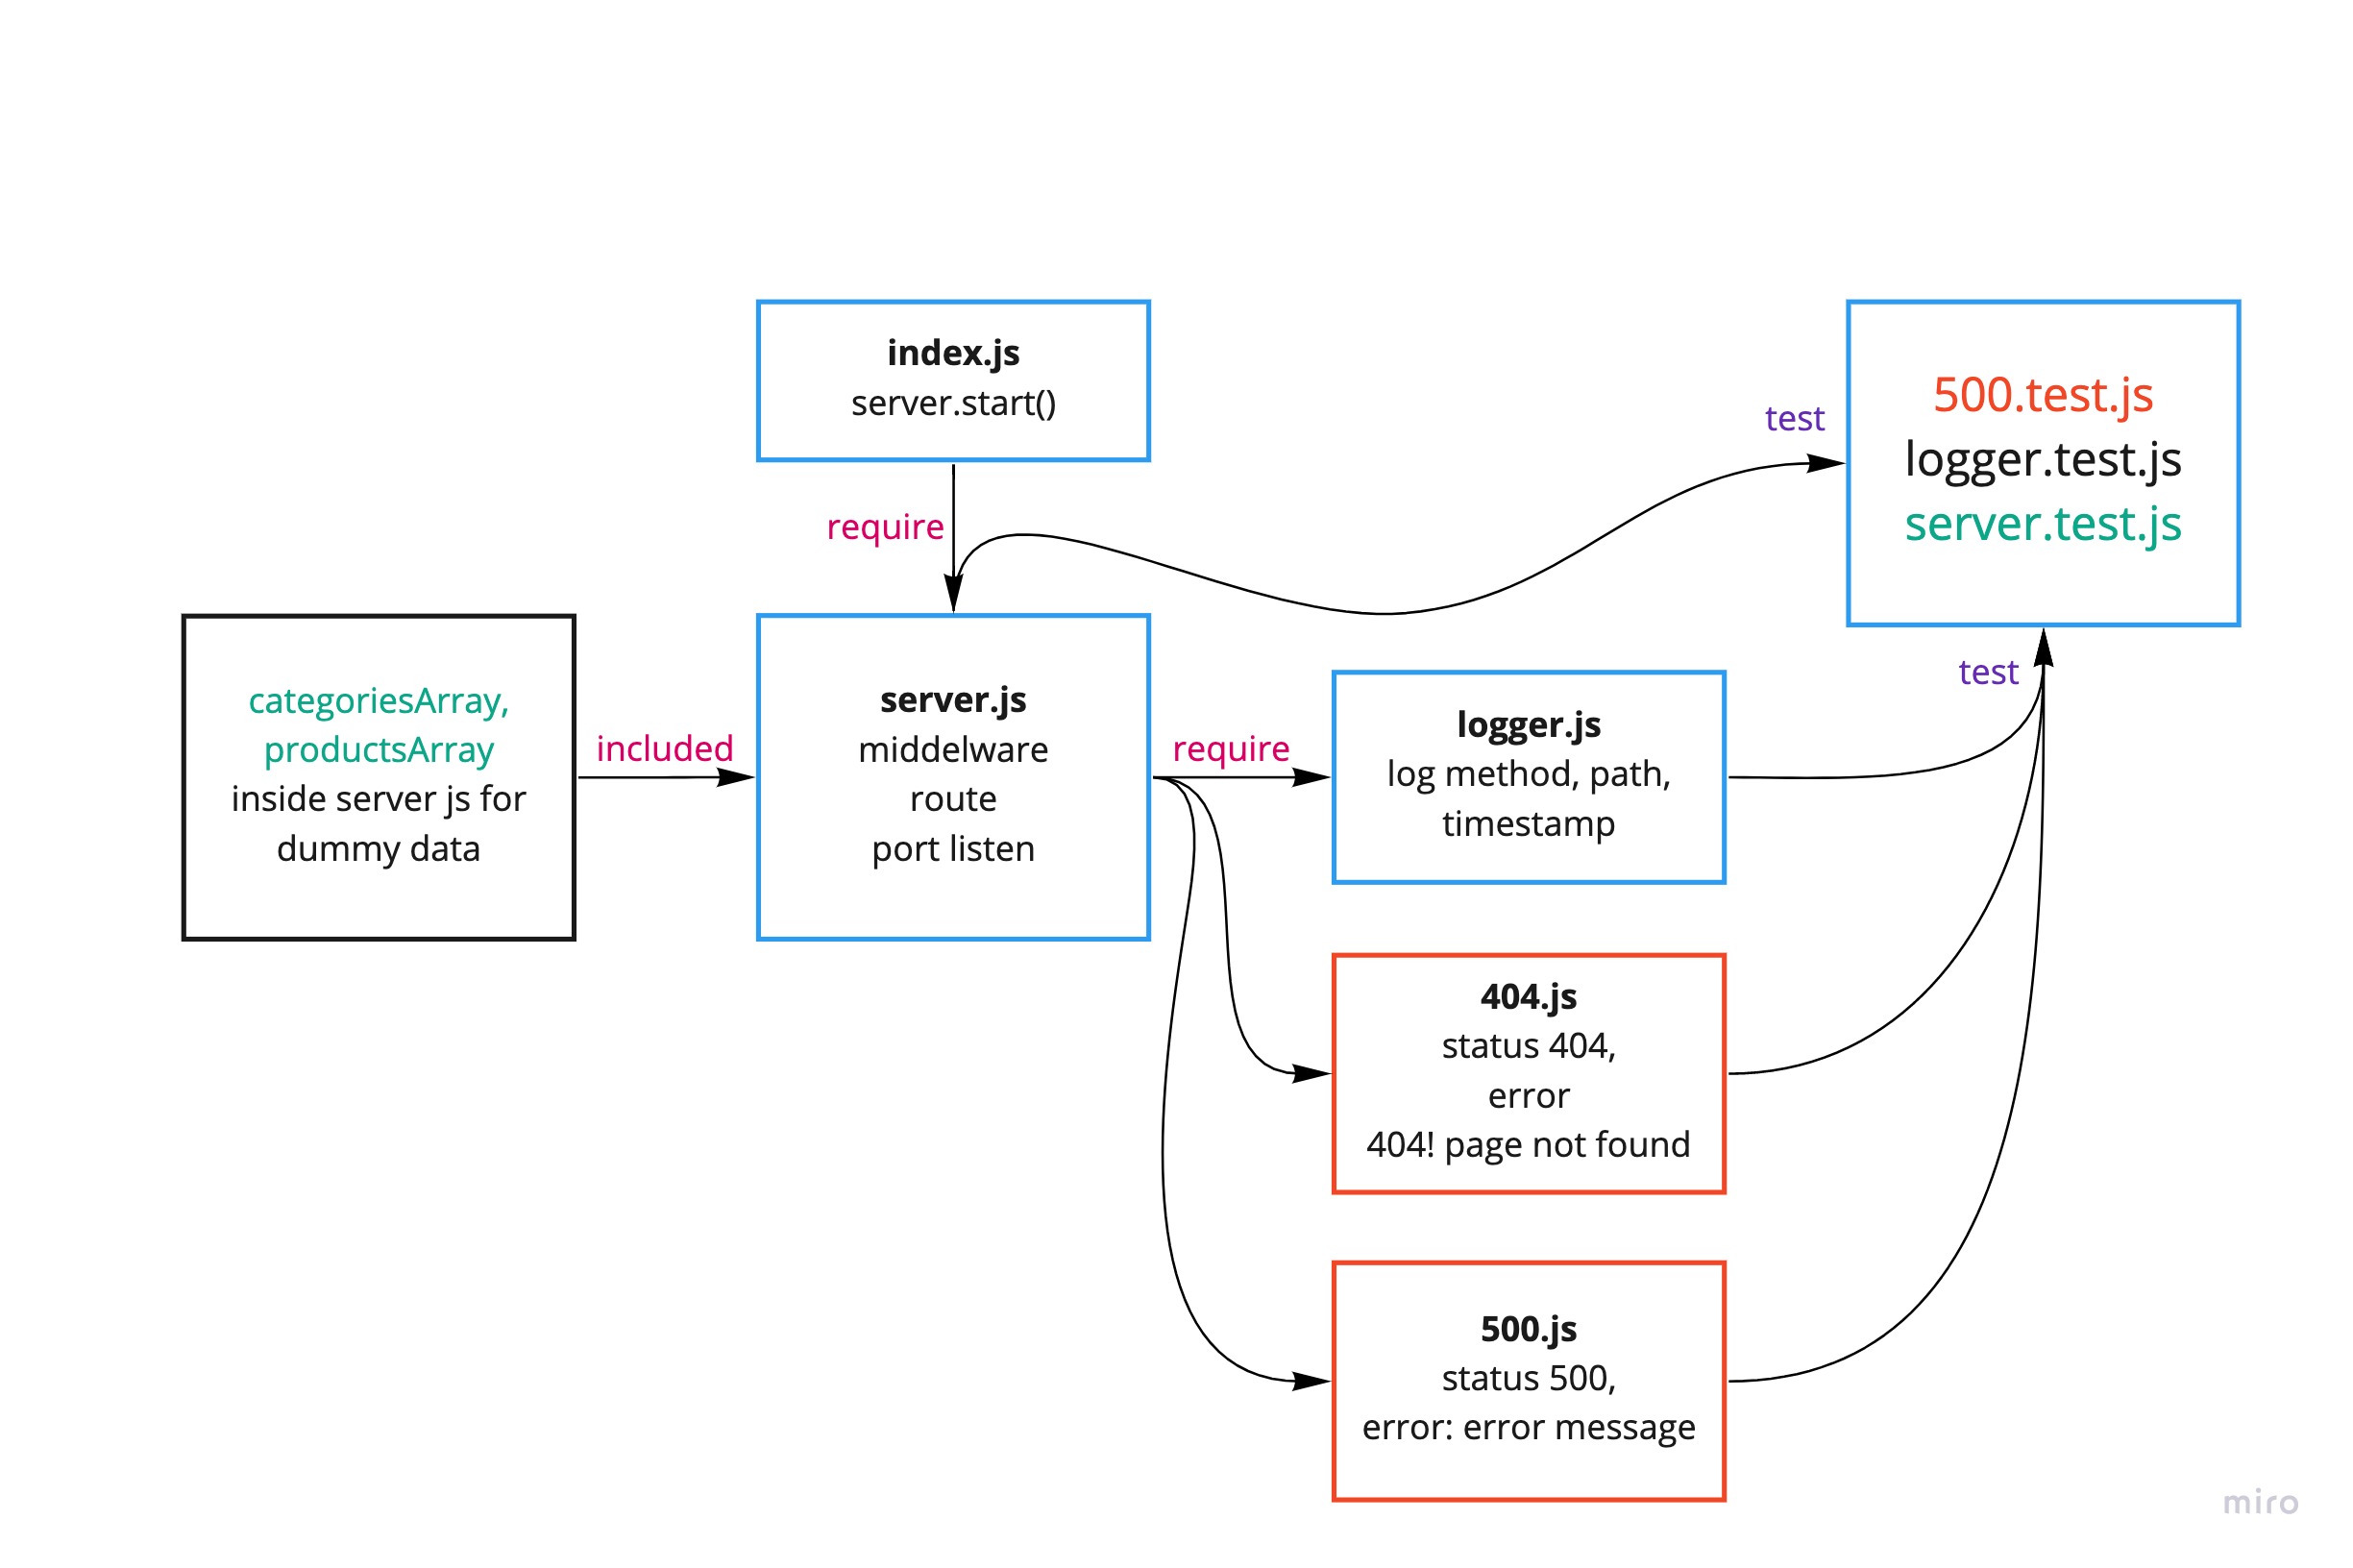 index.js
server.start()
500.test.js
logger.test.js
server.test.js
test
require
categoriesArray,
productsArray
inside server js for
dummy data
included
server.js
middelware
route
port listen
require
logger.js
log method, path,
timestamp
test
404.js
status 404,
error
404! page not found
500.js
status 500,
error: error message
miro